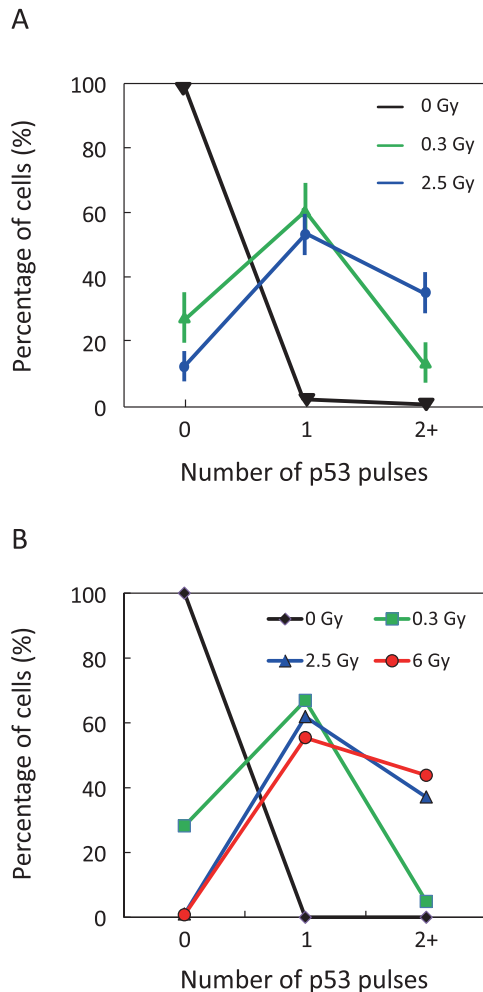 A
Percentage of cells (%)
100
80
60
40
20
0
0 Gy
0.3 Gy
2.5 Gy
0
1
2+
Number of p53 pulses
B
Percentage of cells (%)
100
80
60
40
20
0
0 Gy
0.3 Gy
2.5 Gy
6 Gy
0
1
2+
Number of p53 pulses